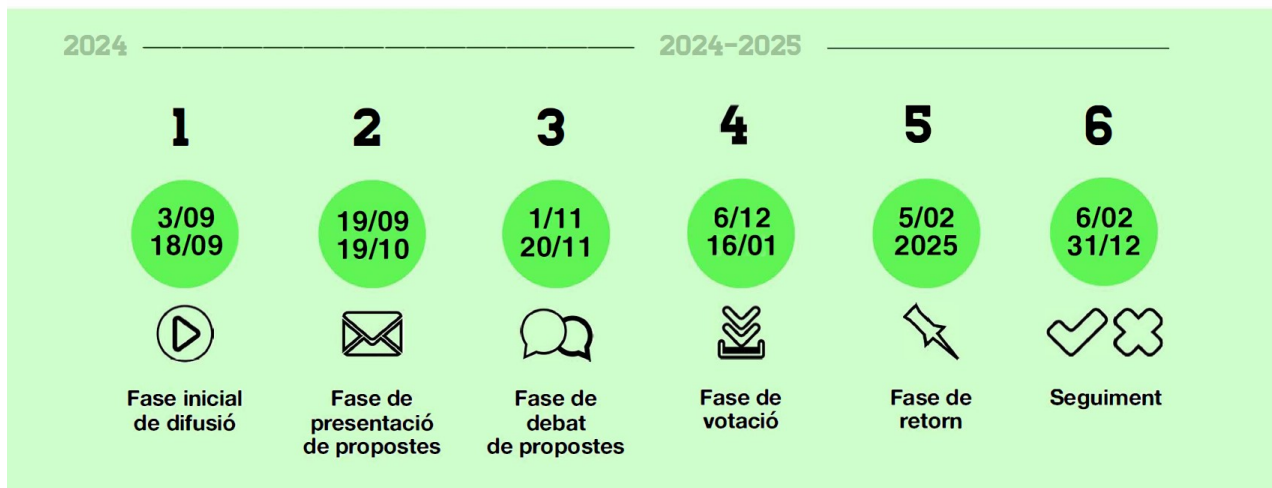 2024
2024-2025
1
2
3
4
5
6
3/09
18/09
19/09
19/10
1/11
20/11
6/12
16/01
5/02
2025
6/02
31/12
Fase inicial
de difusió
Fase de
presentació
de propostes
Fase de
debat
de propostes
Fase de
votació
Fase de
retorn
Seguiment